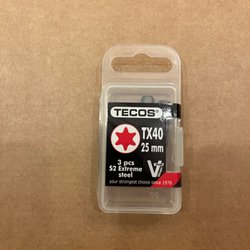 TECOS
TX40
25 mm
3 pcs
S2 Extreme
steel
your strongest choice since 1976